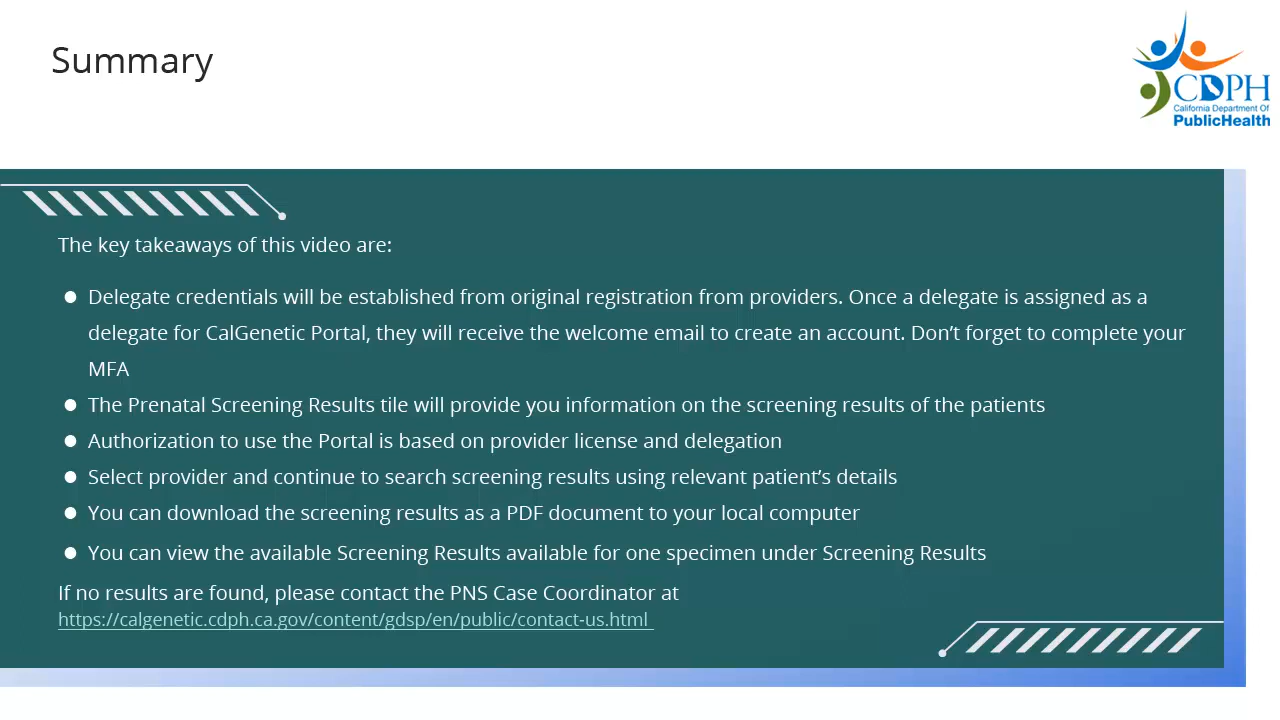 Summary
CDPH
California Department Of
PublicHealth
The key takeaways of this video are:
● Delegate credentials will be established from original registration from providers. Once a delegate is assigned as a
delegate for CalGenetic Portal, they will receive the welcome email to create an account. Don’t forget to complete your
MFA
● The Prenatal Screening Results tile will provide you information on the screening results of the patients
● Authorization to use the Portal is based on provider license and delegation
● Select provider and continue to search screening results using relevant patient’s details
● You can download the screening results as a PDF document to your local computer
● You can view the available Screening Results available for one specimen under Screening Results
If no results are found, please contact the PNS Case Coordinator at
https://calgenetic.cdph.ca.gov/content/gdsp/en/public/contact-us.html